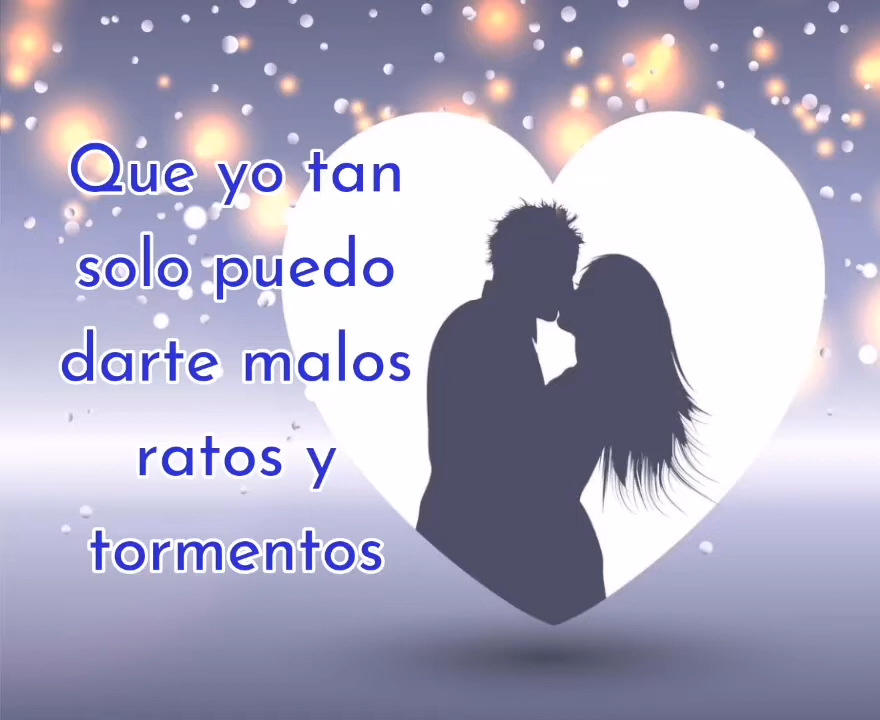 Que yo tan
solo puedo
darte malos
ratos y
tormentos